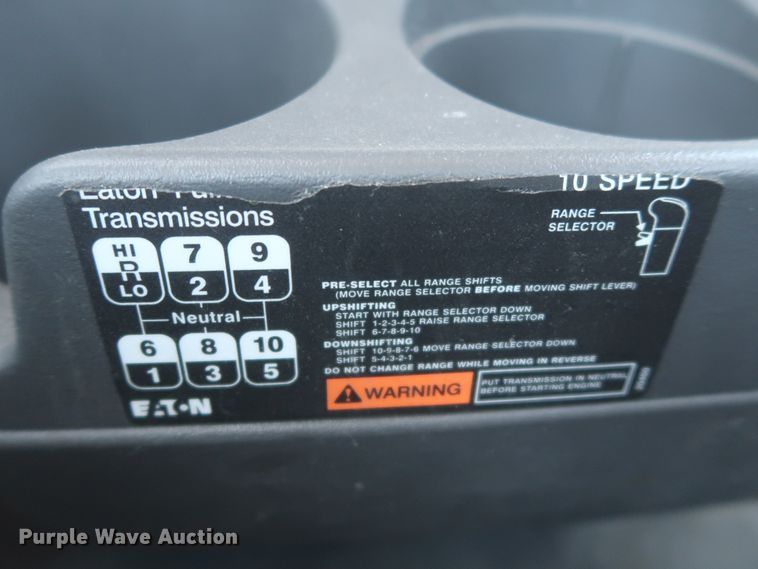 Eaton
Transmissions
10 SPEED
RANGE
SELECTOR
HI 7 9
R
LO 2 4
Neutral
6 8 10
1 3 5
EATON
PRE-SELECT ALL RANGE SHIFTS
(MOVE RANGE SELECTOR BEFORE MOVING SHIFT LEVER)
UPSHIFTING
START WITH RANGE SELECTOR DOWN
SHIFT 1-2-3-4-5 RAISE RANGE SELECTOR
SHIFT 6-7-8-9-10
DOWNSHIFTING
SHIFT 10-9-8-7-6 MOVE RANGE SELECTOR DOWN
SHIFT 5-4-3-2-1
DO NOT CHANGE RANGE WHILE MOVING IN REVERSE
WARNING
PUT TRANSMISSION IN NEUTRAL
BEFORE STARTING ENGINE
Purple Wave Auction